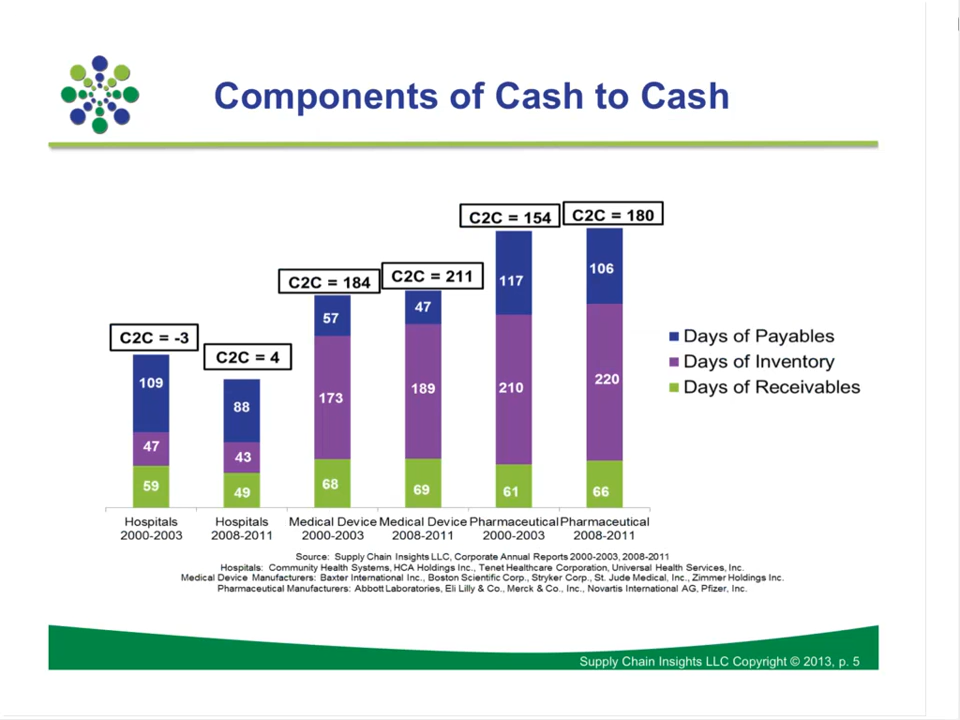 Components of Cash to Cash
C2C = 154
C2C = 180
C2C = 184
C2C = 211
C2C = -3
C2C = 4
109
47
59
88
43
49
57
173
68
47
189
69
117
210
61
106
220
66
Days of Payables
Days of Inventory
Days of Receivables
Hospitals
2000-2003
Hospitals
2008-2011
Medical Device
2000-2003
Medical Device
2008-2011
Pharmaceutical
2000-2003
Pharmaceutical
2008-2011
Source: Supply Chain Insights LLC, Corporate Annual Reports 2000-2003, 2008-2011
Hospitals: Community Health Systems, HCA Holdings Inc., Tenet Healthcare Corporation, Universal Health Services, Inc.
Medical Device Manufacturers: Baxter International Inc., Boston Scientific Corp., Stryker Corp., St. Jude Medical, Inc., Zimmer Holdings Inc.
Pharmaceutical Manufacturers: Abbott Laboratories, Eli Lilly & Co., Merck & Co., Inc., Novartis International AG, Pfizer, Inc.
Supply Chain Insights LLC Copyright © 2013, p. 5